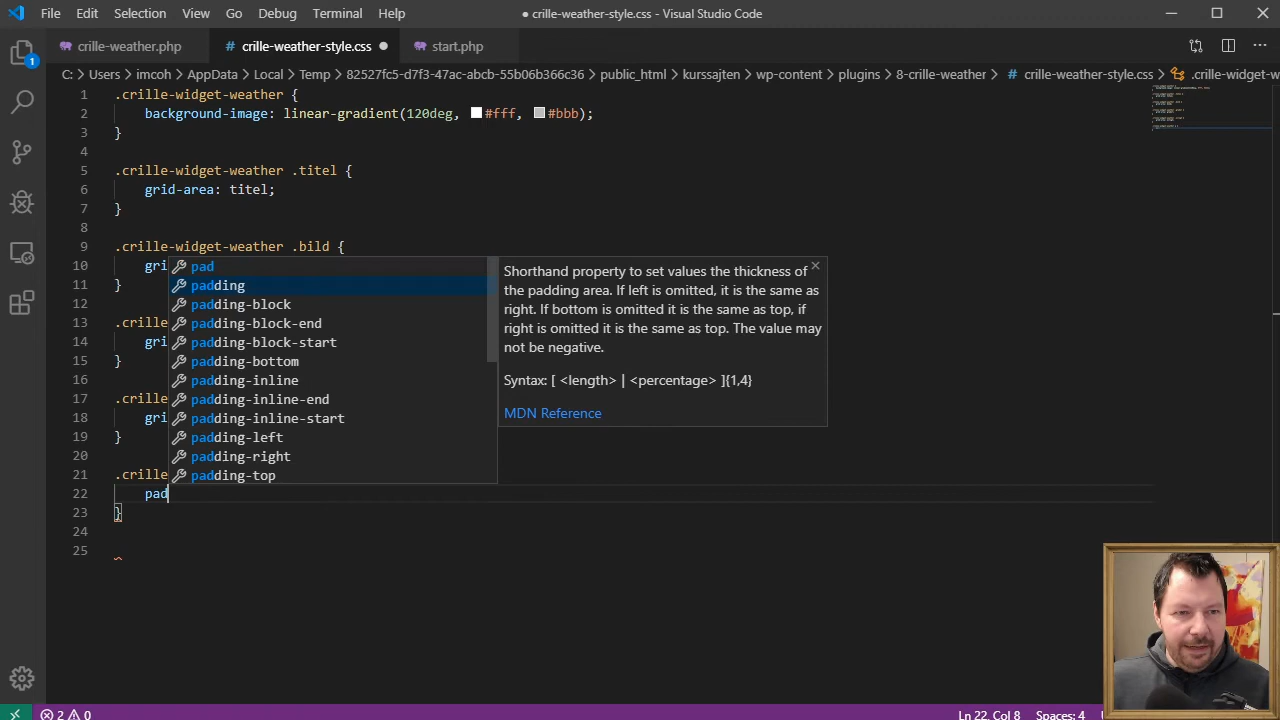 File Edit Selection View Go Debug Terminal Help
● crille-weather-style.css - Visual Studio Code
crille-weather.php
# crille-weather-style.css ●
start.php
C: > Users > imcoh > AppData > Local > Temp > 82527fc5-d7f3-47ac-abcb-55b06b366c36 > public_html > kurssajten > wp-content > plugins > 8-crille-weather > # crille-weather-style.css > .crille-widget-w
1
1 .crille-widget-weather {
2 background-image: linear-gradient(120deg, #fff, #bbb);
3 }
4
5 .crille-widget-weather .titel {
6 grid-area: titel;
7 }
8
9 .crille-widget-weather .bild {
10 gri
11 }
12
13 .crille
14 gri
15 }
16
17 .crille
18 gri
19 }
20
21 .crille
22 pad
23 }
24
25
pad
padding
padding-block
padding-block-end
padding-block-start
padding-bottom
padding-inline
padding-inline-end
padding-inline-start
padding-left
padding-right
padding-top
Shorthand property to set values the thickness of
the padding area. If left is omitted, it is the same as
right. If bottom is omitted it is the same as top, if
right is omitted it is the same as top. The value may
not be negative.
Syntax: [ <length> | <percentage> ]{1,4}
MDN Reference
2 0
Ln 22, Col 8 Spaces: 4